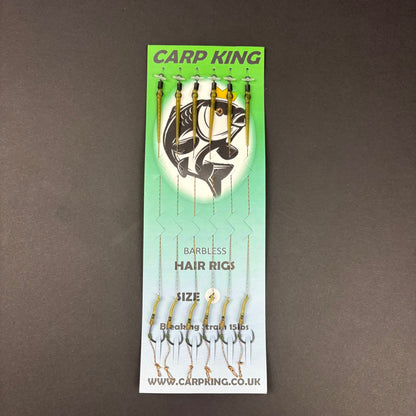 CARP KING
BARBLESS
HAIR RIGS
SIZE 4
Breaking Strain 15lbs
WWW.CARPKING.CO.UK